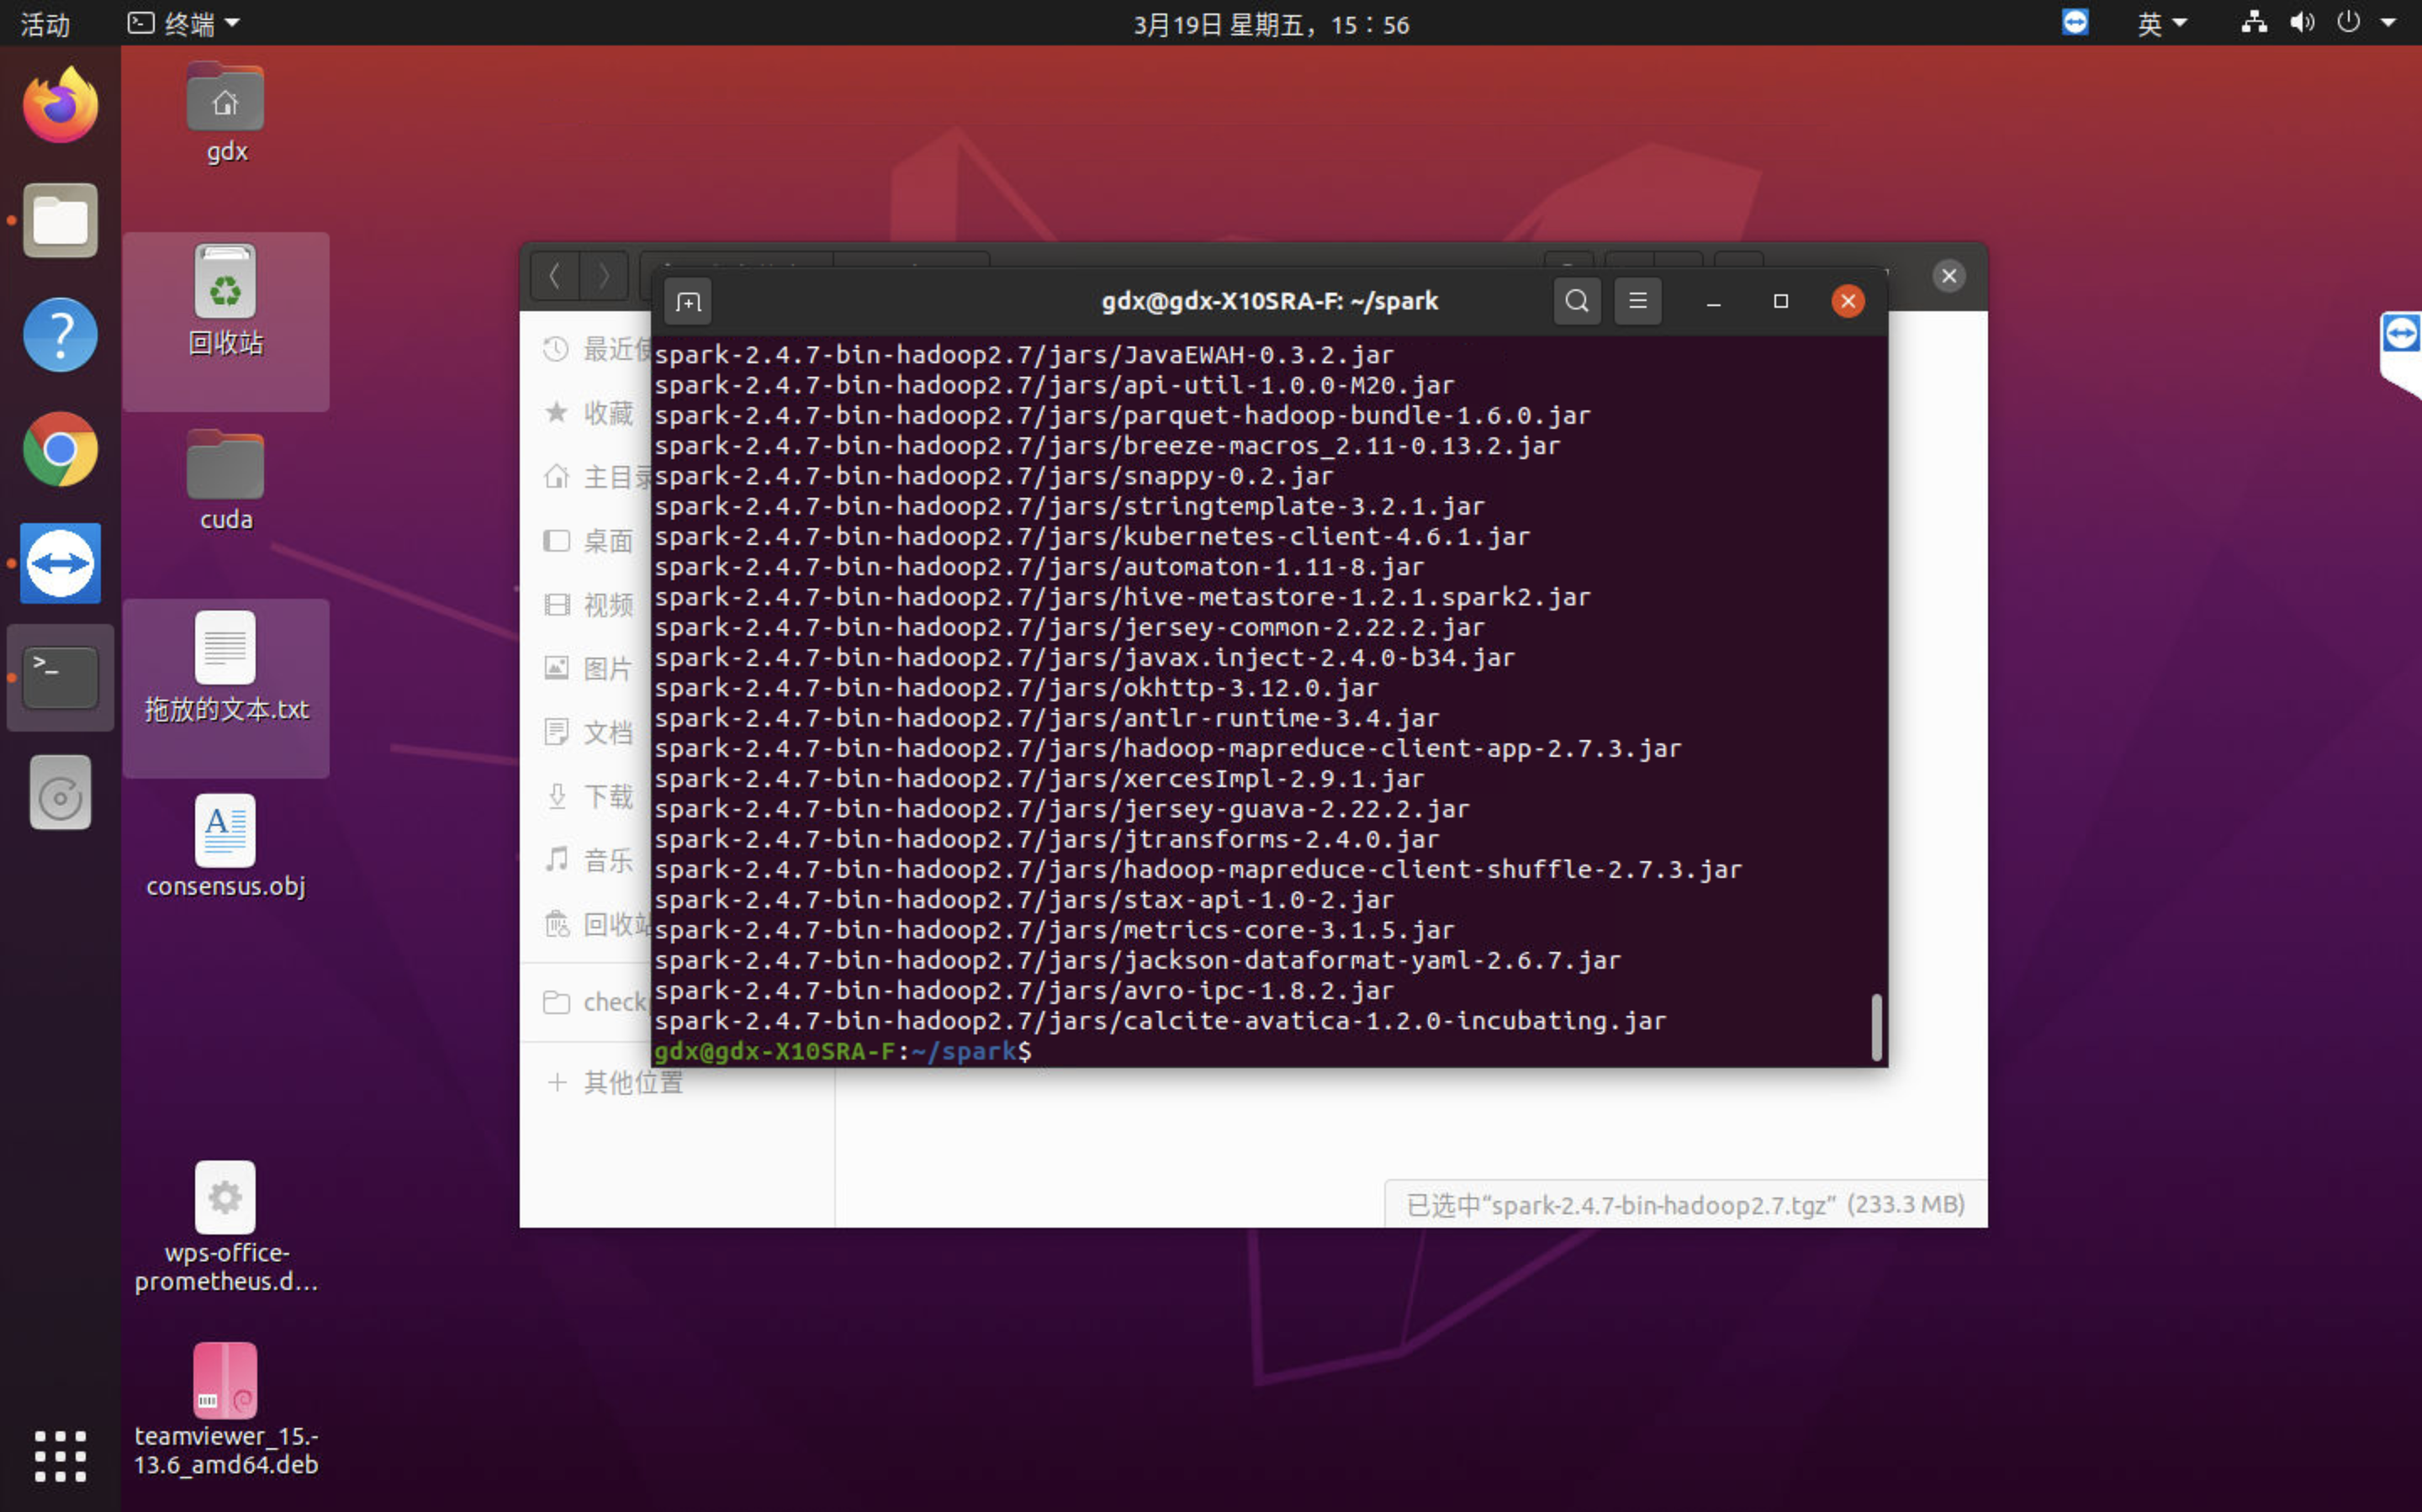 活动
终端
3月19日 星期五，15：56
英
gdx
回收站
cuda
拖放的文本.txt
consensus.obj
wps-office-
prometheus.d...
teamviewer_15.-
13.6_amd64.deb
最近使
收藏
主目录
桌面
视频
图片
文档
下载
音乐
回收站
check
其他位置
gdx@gdx-X10SRA-F: ~/spark
spark-2.4.7-bin-hadoop2.7/jars/JavaEWAH-0.3.2.jar
spark-2.4.7-bin-hadoop2.7/jars/api-util-1.0.0-M20.jar
spark-2.4.7-bin-hadoop2.7/jars/parquet-hadoop-bundle-1.6.0.jar
spark-2.4.7-bin-hadoop2.7/jars/breeze-macros_2.11-0.13.2.jar
spark-2.4.7-bin-hadoop2.7/jars/snappy-0.2.jar
spark-2.4.7-bin-hadoop2.7/jars/stringtemplate-3.2.1.jar
spark-2.4.7-bin-hadoop2.7/jars/kubernetes-client-4.6.1.jar
spark-2.4.7-bin-hadoop2.7/jars/automaton-1.11-8.jar
spark-2.4.7-bin-hadoop2.7/jars/hive-metastore-1.2.1.spark2.jar
spark-2.4.7-bin-hadoop2.7/jars/jersey-common-2.22.2.jar
spark-2.4.7-bin-hadoop2.7/jars/javax.inject-2.4.0-b34.jar
spark-2.4.7-bin-hadoop2.7/jars/okhttp-3.12.0.jar
spark-2.4.7-bin-hadoop2.7/jars/antlr-runtime-3.4.jar
spark-2.4.7-bin-hadoop2.7/jars/hadoop-mapreduce-client-app-2.7.3.jar
spark-2.4.7-bin-hadoop2.7/jars/xercesImpl-2.9.1.jar
spark-2.4.7-bin-hadoop2.7/jars/jersey-guava-2.22.2.jar
spark-2.4.7-bin-hadoop2.7/jars/jtransforms-2.4.0.jar
spark-2.4.7-bin-hadoop2.7/jars/hadoop-mapreduce-client-shuffle-2.7.3.jar
spark-2.4.7-bin-hadoop2.7/jars/stax-api-1.0-2.jar
spark-2.4.7-bin-hadoop2.7/jars/metrics-core-3.1.5.jar
spark-2.4.7-bin-hadoop2.7/jars/jackson-dataformat-yaml-2.6.7.jar
spark-2.4.7-bin-hadoop2.7/jars/avro-ipc-1.8.2.jar
spark-2.4.7-bin-hadoop2.7/jars/calcite-avatica-1.2.0-incubating.jar
gdx@gdx-X10SRA-F:~/spark$
已选中“spark-2.4.7-bin-hadoop2.7.tgz” (233.3 MB)